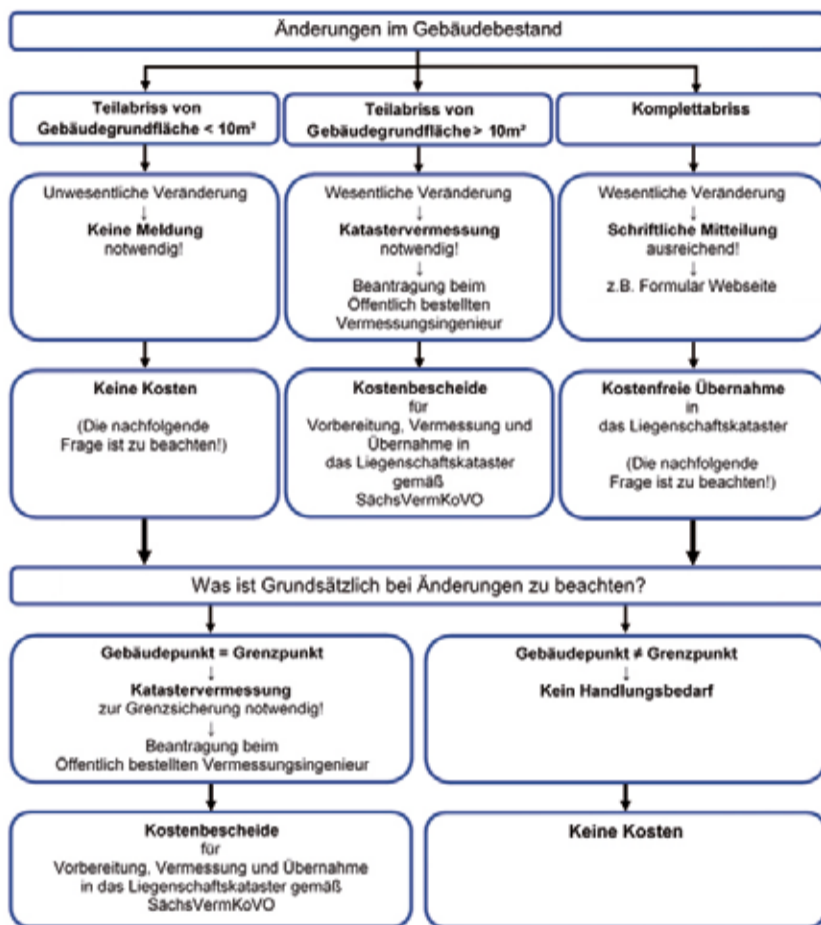 Änderungen im Gebäudebestand
Teilabriss von
Gebäudegrundfläche < 10m²
Unwesentliche Veränderung
↓
Keine Meldung
notwendig!
Keine Kosten
(Die nachfolgende
Frage ist zu beachten!)
Teilabriss von
Gebäudegrundfläche > 10m²
Wesentliche Veränderung
↓
Katastervermessung
notwendig!
↓
Beantragung beim
Öffentlich bestellten
Vermessungsingenieur
Kostenbescheide
für
Vorbereitung, Vermessung und
Übernahme in
das Liegenschaftskataster
gemäß
SächsVermKoVO
Komplettabriss
Wesentliche Veränderung
↓
Schriftliche Mitteilung
ausreichend!
↓
z.B. Formular Webseite
Kostenfreie Übernahme
in
das Liegenschaftskataster
(Die nachfolgende
Frage ist zu beachten!)
Was ist Grundsätzlich bei Änderungen zu beachten?
Gebäudepunkt = Grenzpunkt
↓
Katastervermessung
zur Grenzsicherung notwendig!
↓
Beantragung beim
Öffentlich bestellten Vermessungsingenieur
Kostenbescheide
für
Vorbereitung, Vermessung und Übernahme
in das Liegenschaftskataster gemäß
SächsVermKoVO
Gebäudepunkt ≠ Grenzpunkt
↓
Kein Handlungsbedarf
Keine Kosten